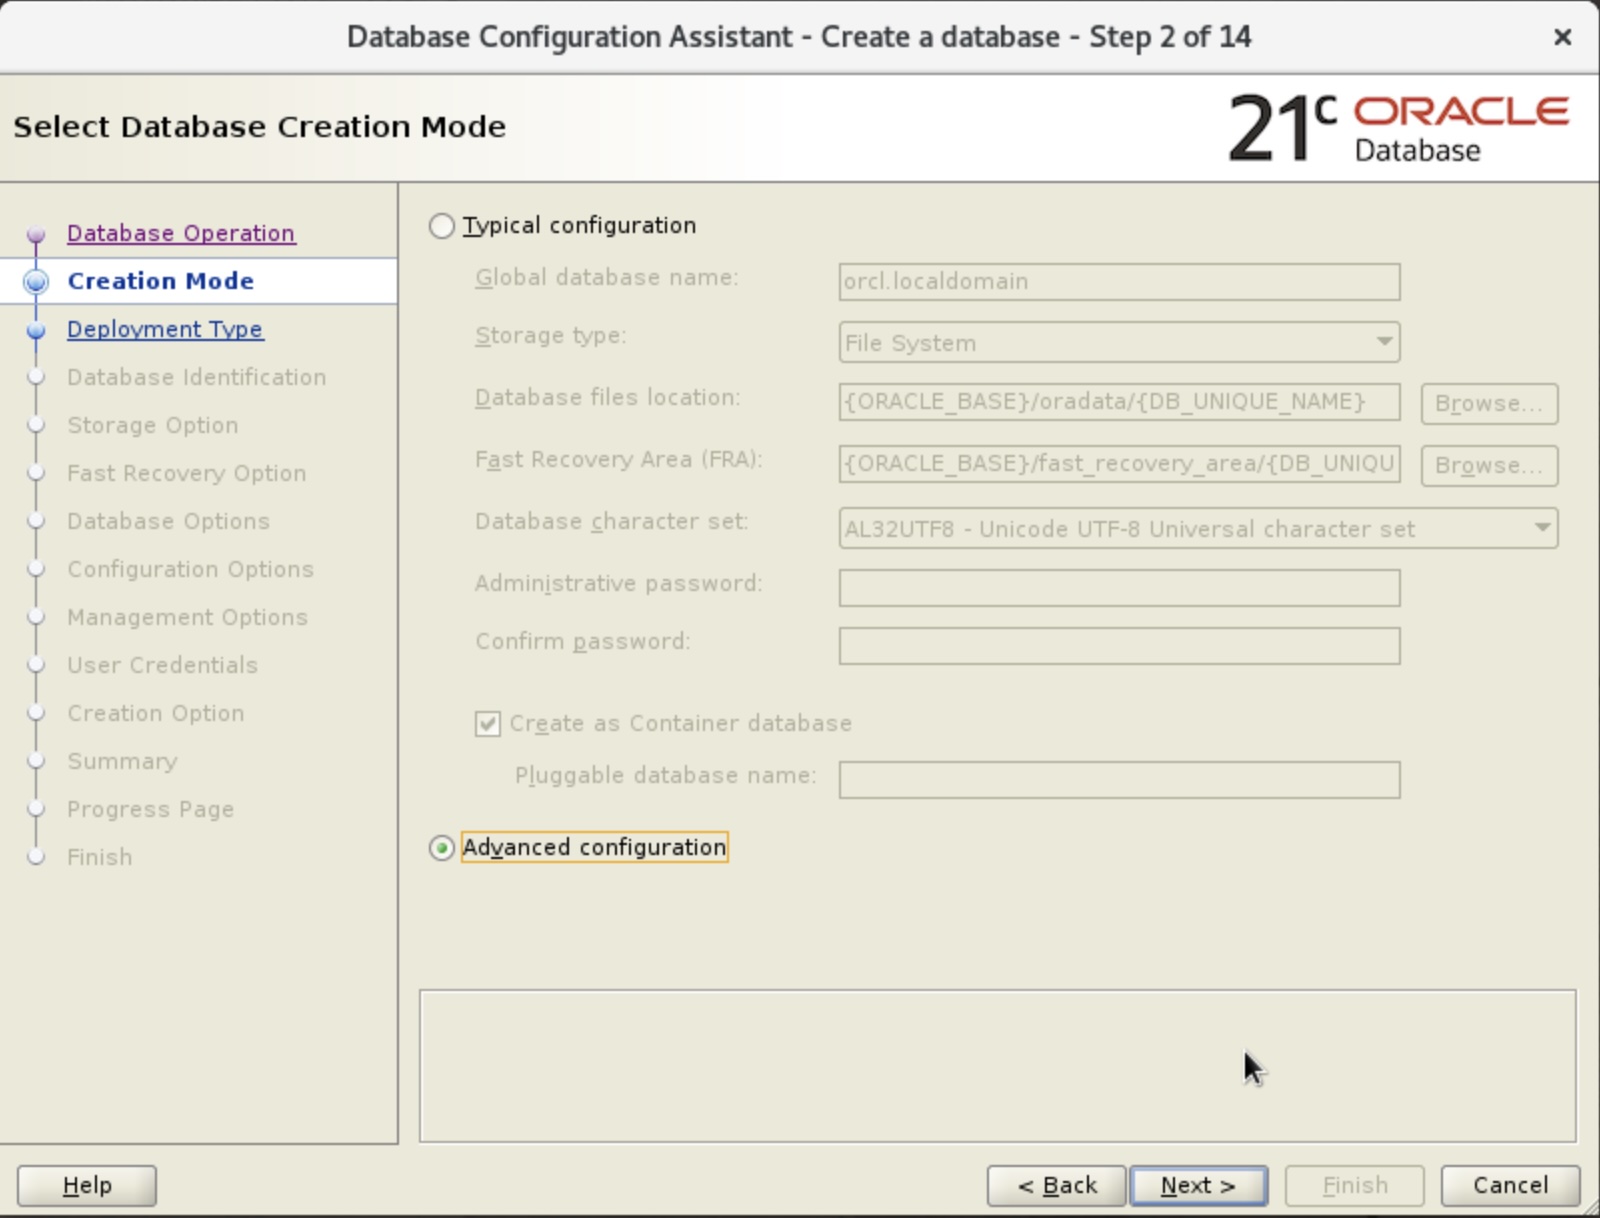 Database Configuration Assistant - Create a database - Step 2 of 14
Select Database Creation Mode
21c ORACLE
Database
Database Operation
Creation Mode
Deployment Type
Database Identification
Storage Option
Fast Recovery Option
Database Options
Configuration Options
Management Options
User Credentials
Creation Option
Summary
Progress Page
Finish
Typical configuration
Global database name: orcl.localdomain
Storage type: File System
Database files location: {ORACLE_BASE}/oradata/{DB_UNIQUE_NAME} Browse...
Fast Recovery Area (FRA): {ORACLE_BASE}/fast_recovery_area/{DB_UNIQU Browse...
Database character set: AL32UTF8 - Unicode UTF-8 Universal character set
Administrative password:
Confirm password:
Create as Container database
Pluggable database name:
Advanced configuration
Help < Back Next > Finish Cancel